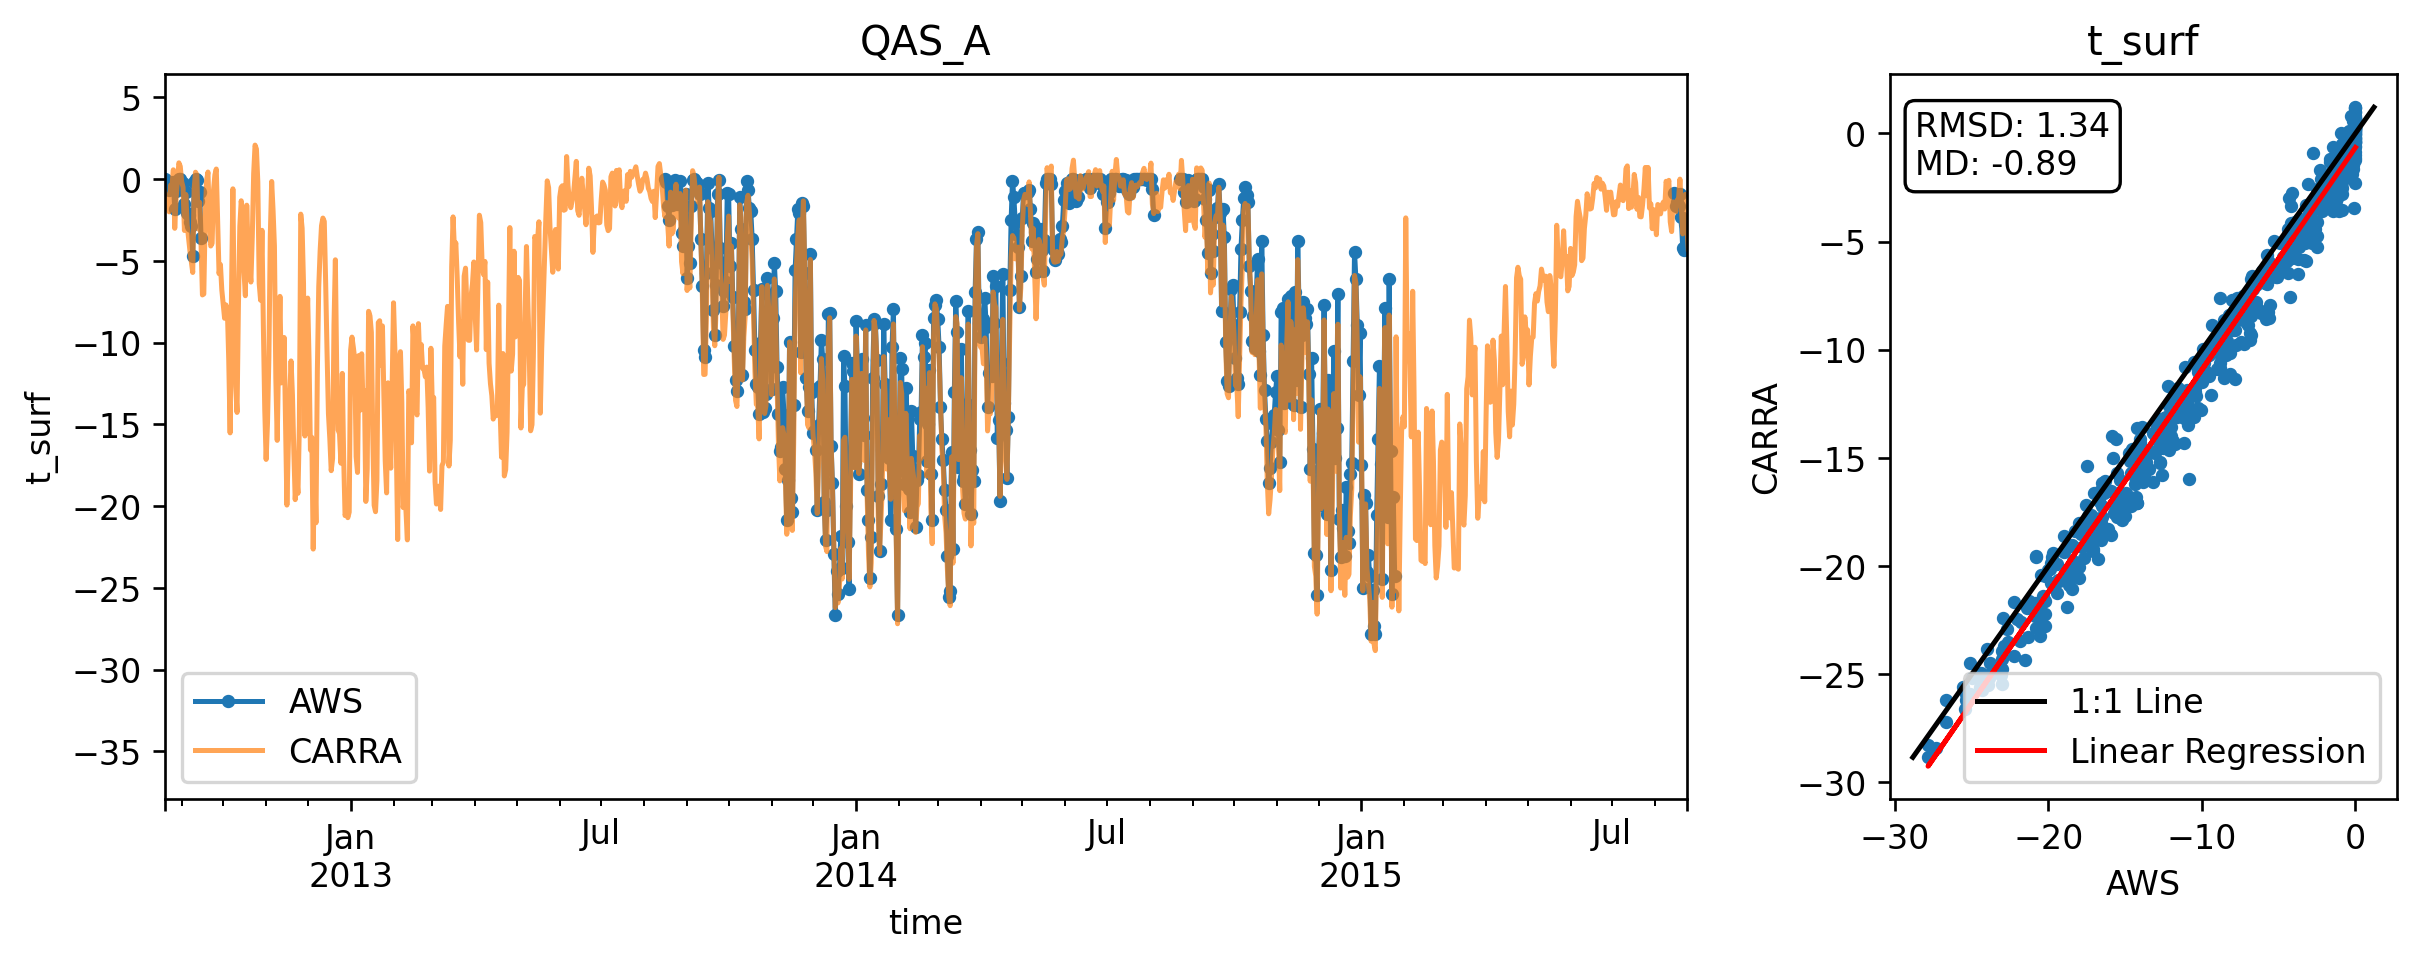 QAS_A
t_surf
5
0
−5
−10
−15
−20
−25
−30
−35
t_surf
AWS
CARRA
Jan
2013
Jul
Jan
2014
Jul
Jan
2015
Jul
time
RMSD: 1.34
MD: -0.89
0
−5
−10
−15
−20
−25
−30
CARRA
1:1 Line
Linear Regression
−30
−20
−10
0
AWS